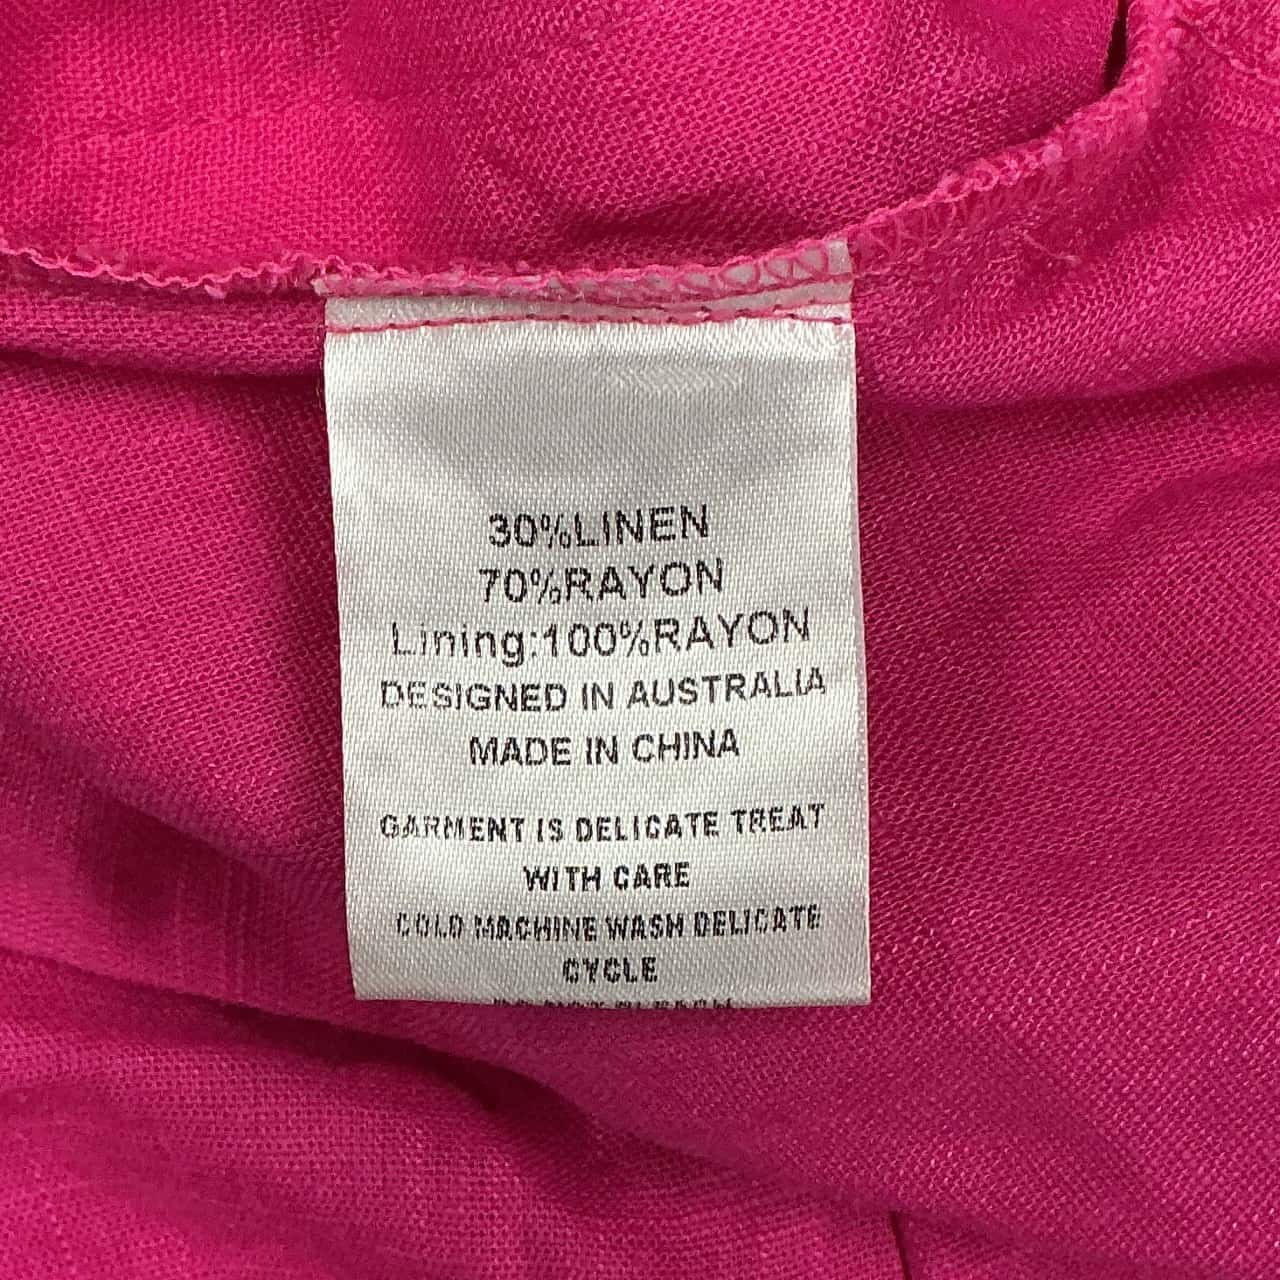 30%LINEN
70%RAYON
Lining:100%RAYON
DESIGNED IN AUSTRALIA
MADE IN CHINA
GARMENT IS DELICATE TREAT
WITH CARE
COLD MACHINE WASH DELICATE
CYCLE